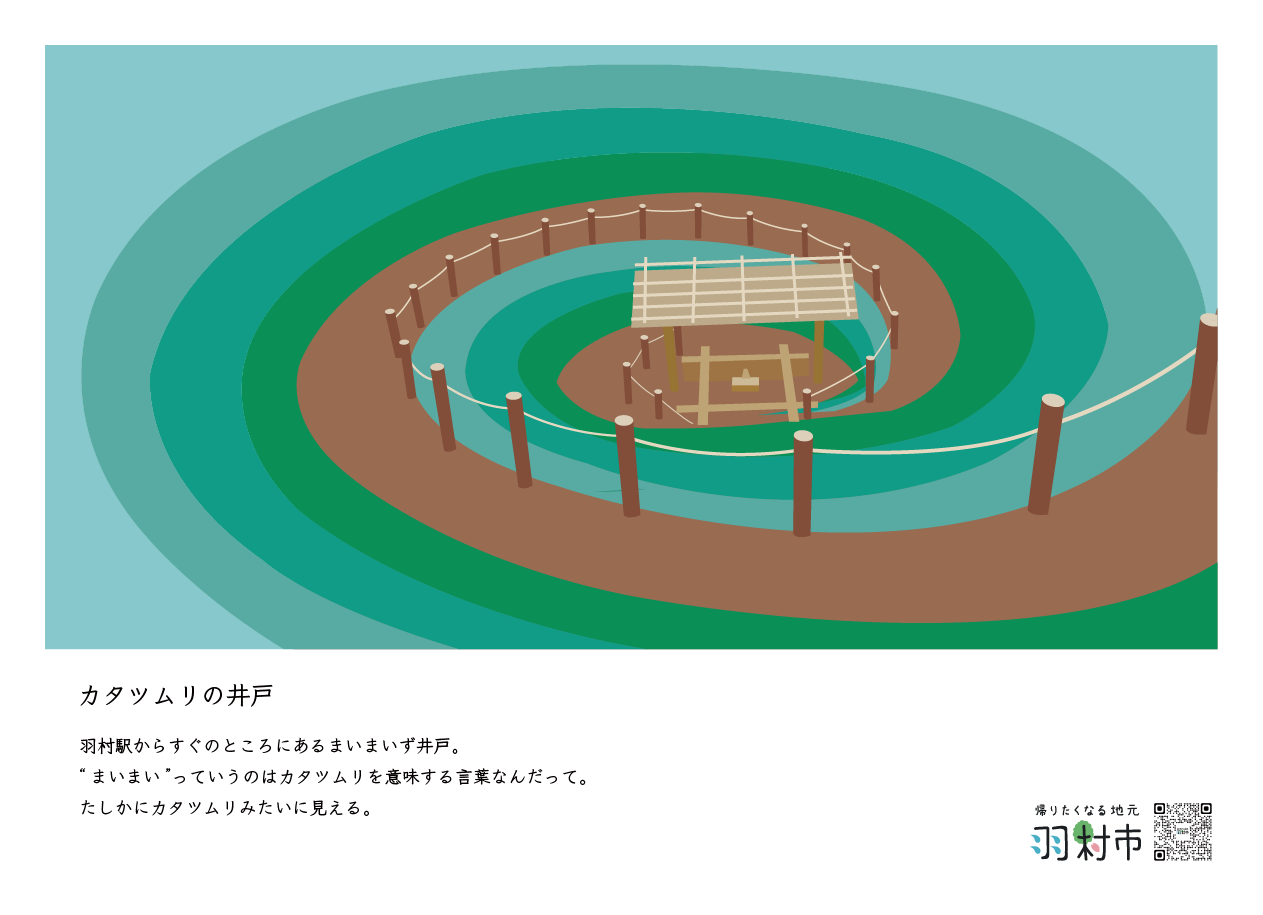 カタツムリの井戸
羽村駅からすぐのところにあるまいまいず井戸。
“まいまい”っていうのはカタツムリを意味する言葉なんだって。
たしかにカタツムリみたいに見える。
帰りたくなる地元
羽村市